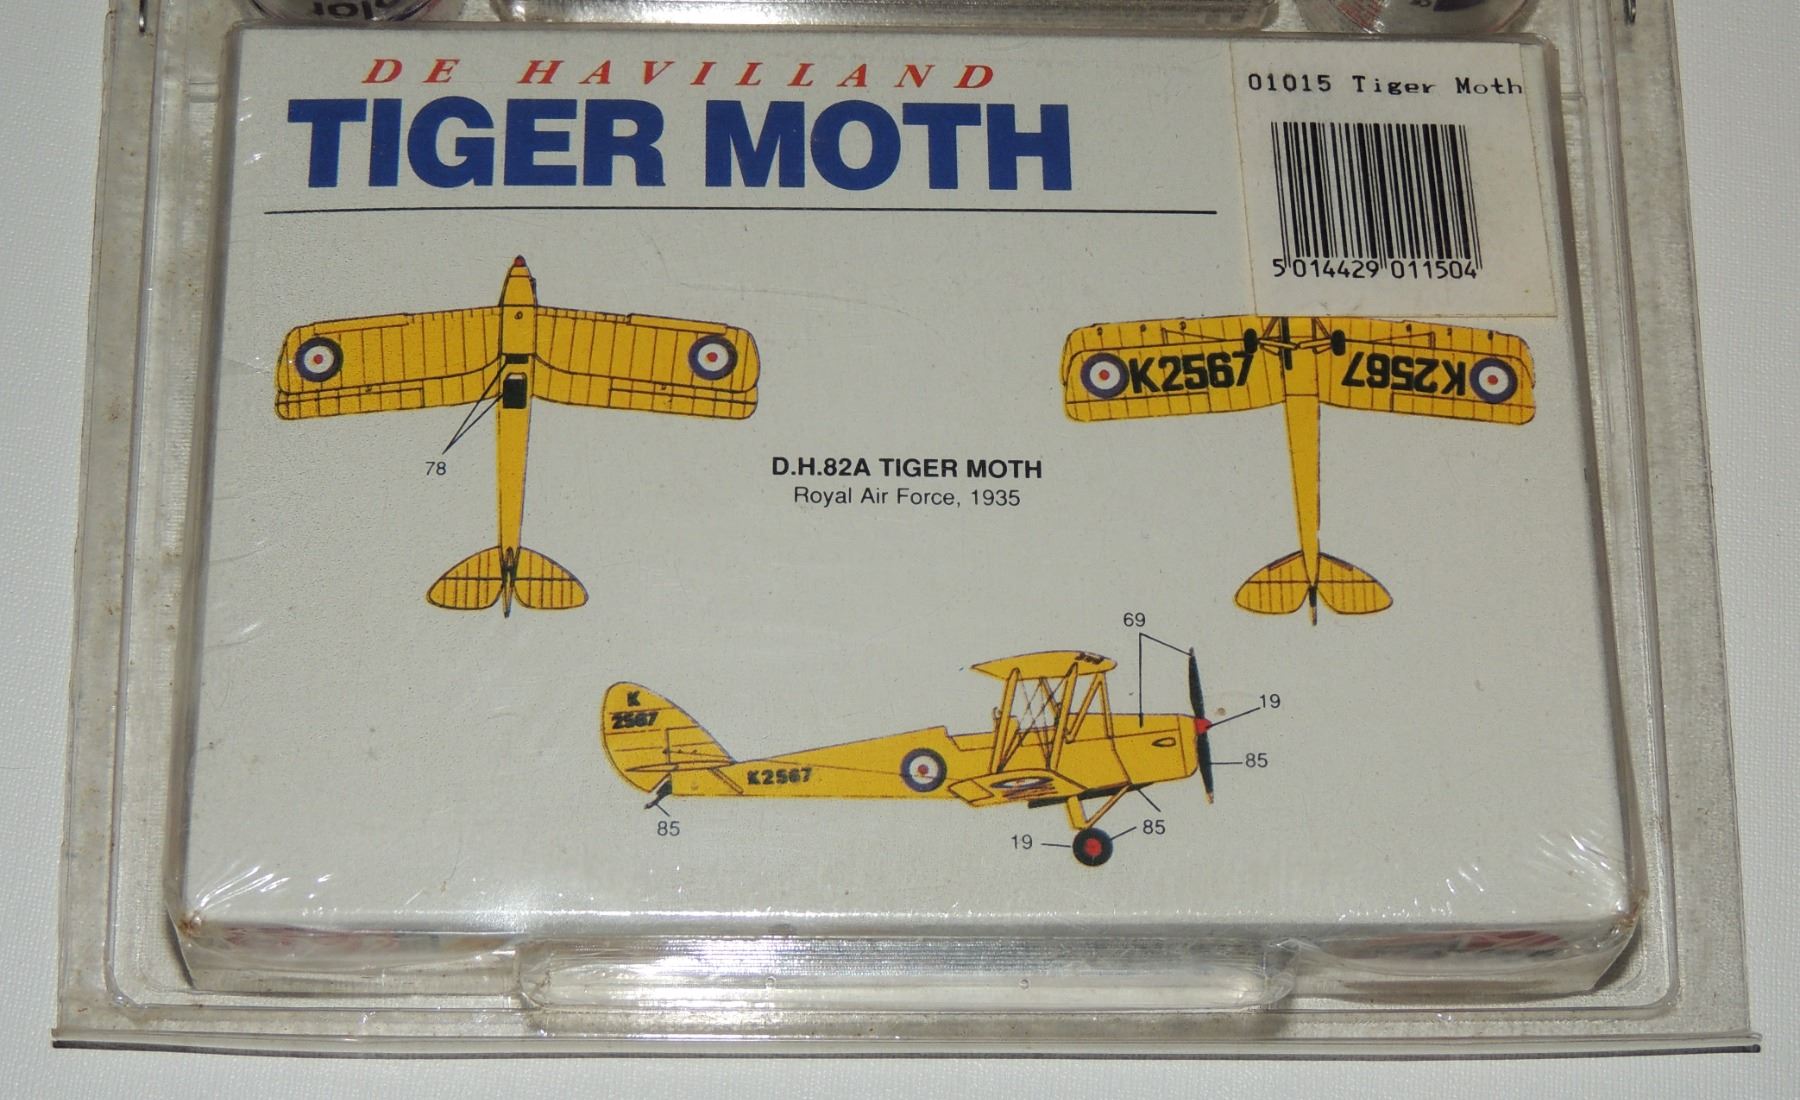 olor
DE HAVILLAND
TIGER MOTH
01015 Tiger Moth
5 014429 011504
K2567
K2567
78
D.H.82A TIGER MOTH
Royal Air Force, 1935
69
K
2567
19
K2567
85
85
19
85